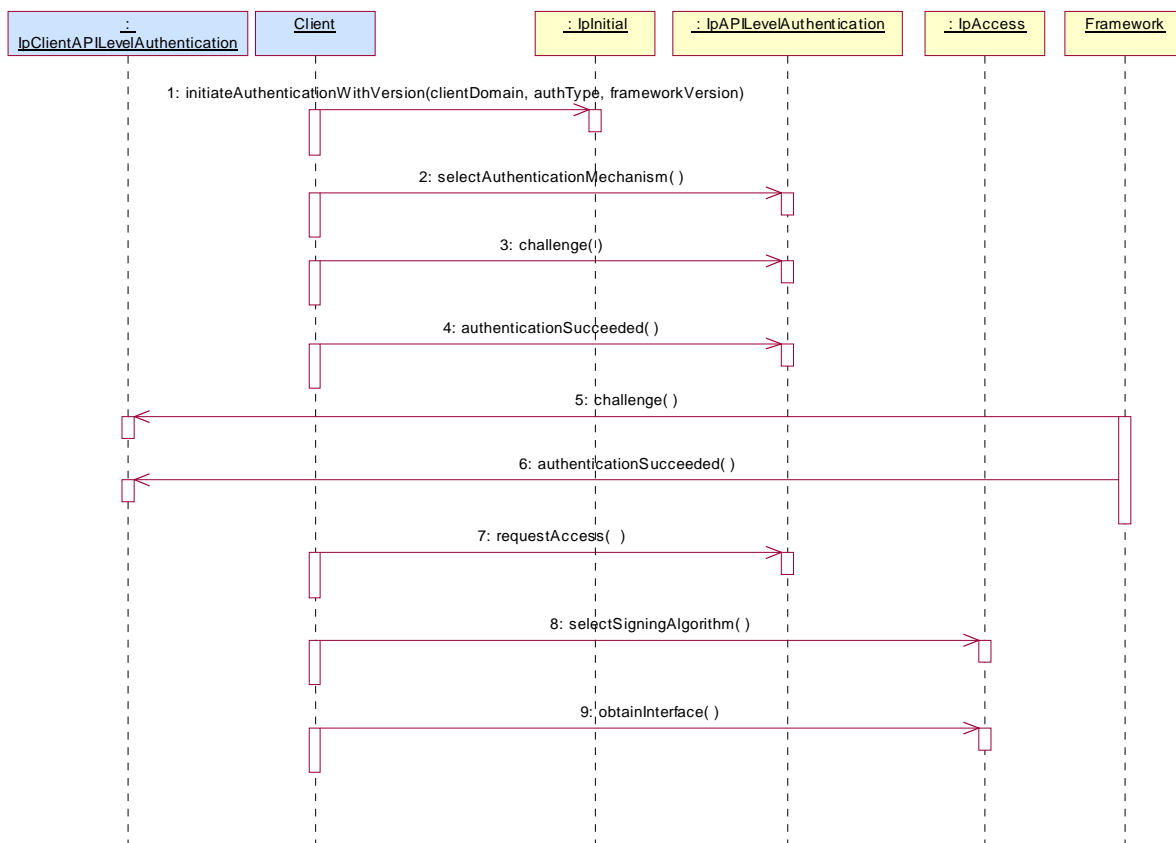 :
IpClientAPILevelAuthentication
Client
: IpInitial
: IpAPILevelAuthentication
: IpAccess
Framework
1: initiateAuthenticationWithVersion(clientDomain, authType, frameworkVersion)
2: selectAuthenticationMechanism( )
3: challenge( )
4: authenticationSucceeded( )
5: challenge( )
6: authenticationSucceeded( )
7: requestAccess(  )
8: selectSigningAlgorithm( )
9: obtainInterface( )